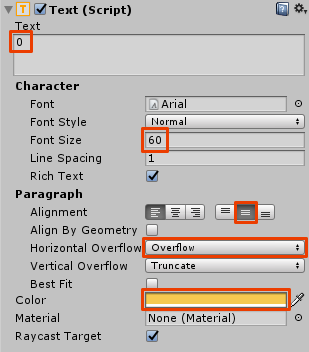 Text (Script)
Text
0
Character
Font Arial
Font Style Normal
Font Size 60
Line Spacing 1
Rich Text
Paragraph
Alignment
Align By Geometry
Horizontal Overflow Overflow
Vertical Overflow Truncate
Best Fit
Color
Material None (Material)
Raycast Target